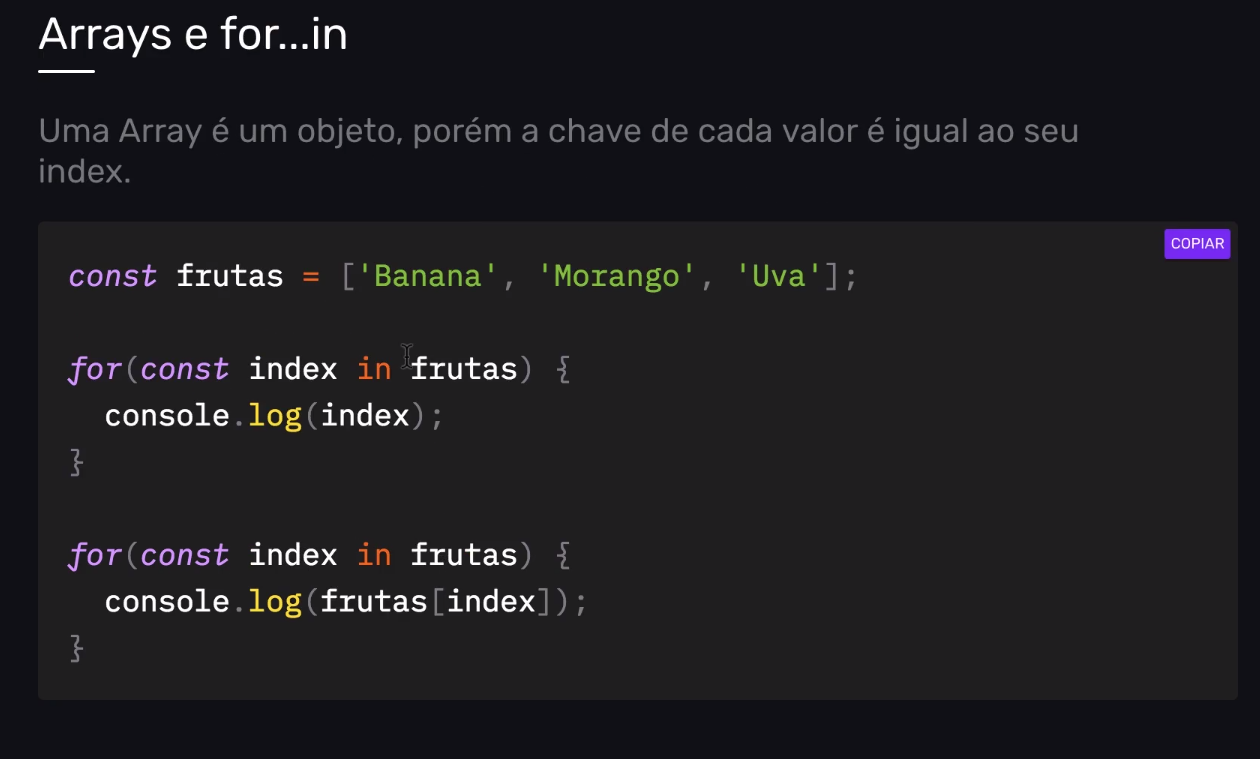 Arrays e for...in
Uma Array é um objeto, porém a chave de cada valor é igual ao seu
index.
COPIAR
const frutas = ['Banana', 'Morango', 'Uva'];
for(const index in frutas) {
  console.log(index);
}
for(const index in frutas) {
  console.log(frutas[index]);
}